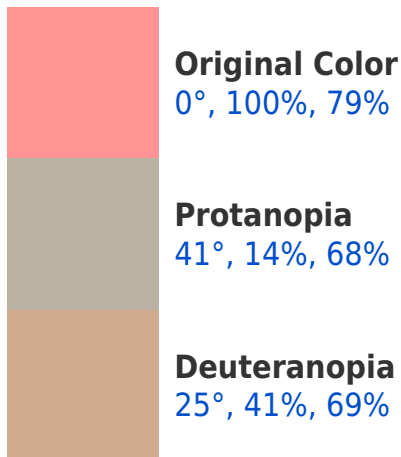 Original Color
0°, 100%, 79%
Protanopia
41°, 14%, 68%
Deuteranopia
25°, 41%, 69%